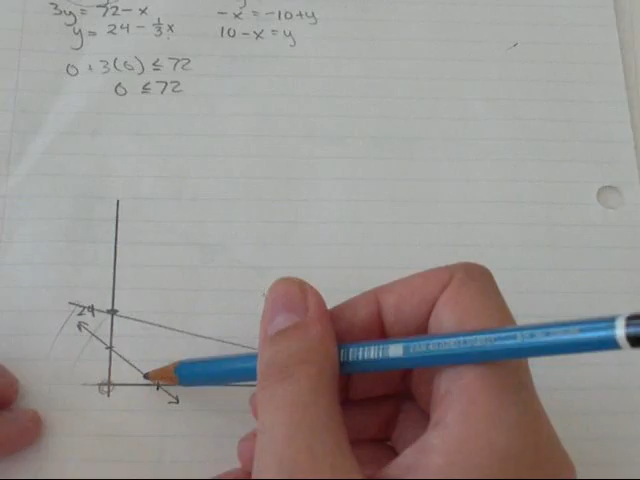 3y = 72 - x
y = 24 - 1/3x
-x = -10 + y
10 - x = y
0 + 3(0) ≤ 72
0 ≤ 72
24